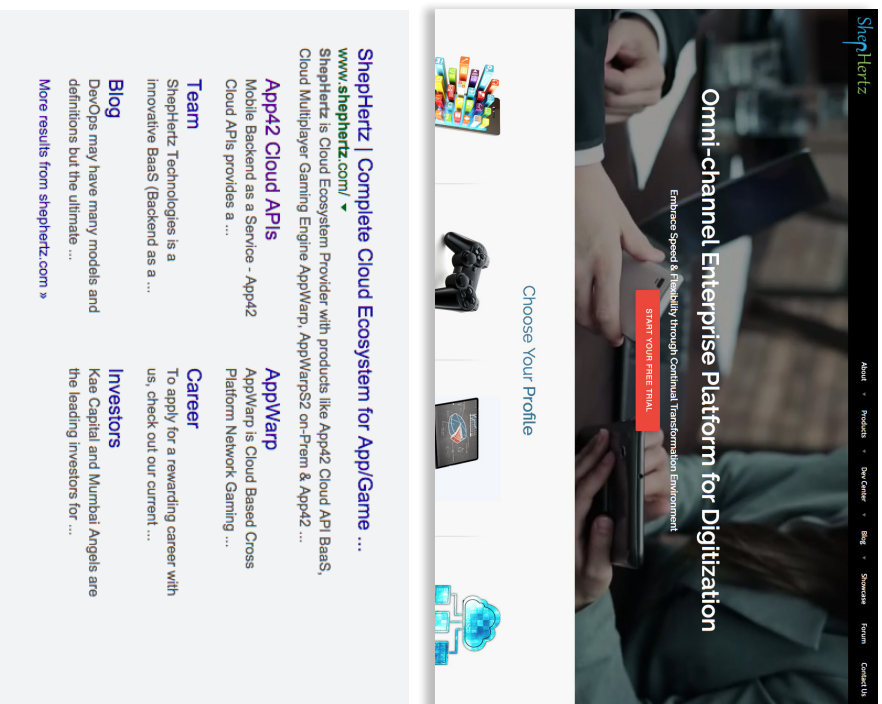 ShepHertz
About
Products
Dev Center
Blog
Showcase
Forum
Contact Us
Omni-channel Enterprise Platform for Digitization
Embrace Speed & Flexibility through Continual Transformation Environment
START YOUR FREE TRIAL
Choose Your Profile
ShepHertz | Complete Cloud Ecosystem for App/Game ...
www.shephertz.com/
ShepHertz is Cloud Ecosystem Provider with products like App42 Cloud API BaaS,
Cloud Multiplayer Gaming Engine AppWarp, AppWarpS2 on-Prem & App42 ...
App42 Cloud APIs
Mobile Backend as a Service - App42
Cloud APIs provides a ...
AppWarp
AppWarp is Cloud Based Cross
Platform Network Gaming ...
Team
ShepHertz Technologies is a
innovative BaaS (Backend as a ...
Career
To apply for a rewarding career with
us, check out our current ...
Blog
DevOps may have many models and
definitions but the ultimate ...
Investors
Kae Capital and Mumbai Angels are
the leading investors for ...
More results from shephertz.com »